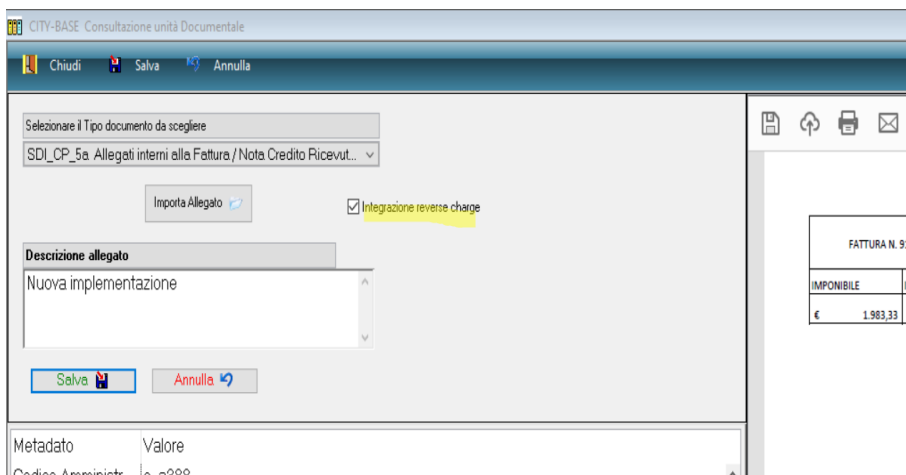 CITY-BASE Consultazione unità Documentale
Chiudi Salva Annulla
Selezionare il Tipo documento da scegliere
SDI_CP_5a Allegati interni alla Fattura / Nota Credito Ricevut...
Importa Allegato
Integrazione reverse charge
Descrizione allegato
Nuova implementazione
Salva Annulla
Metadato Valore
FATTURA N.
IMPONIBILE
€ 1.983,33